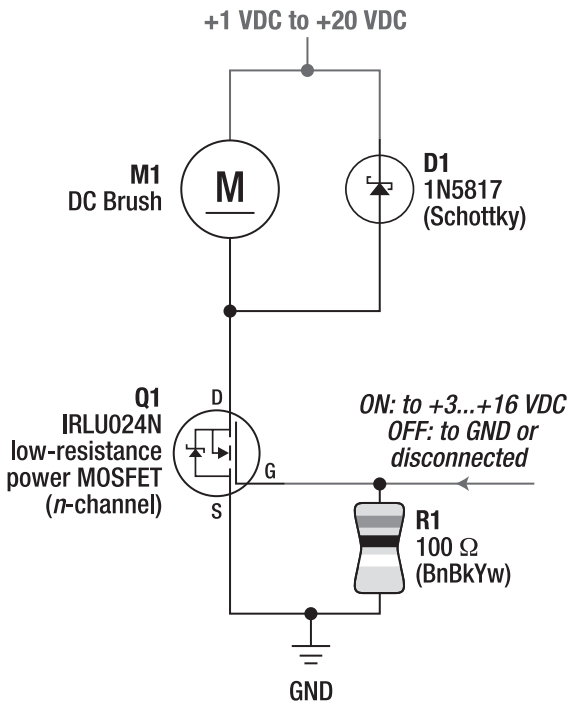 +1 VDC to +20 VDC
M1
DC Brush
M
D1
1N5817
(Schottky)
Q1
IRLU024N
low-resistance
power MOSFET
(n-channel)
D
G
S
ON: to +3...+16 VDC
OFF: to GND or
disconnected
R1
100 Ω
(BnBkYw)
GND